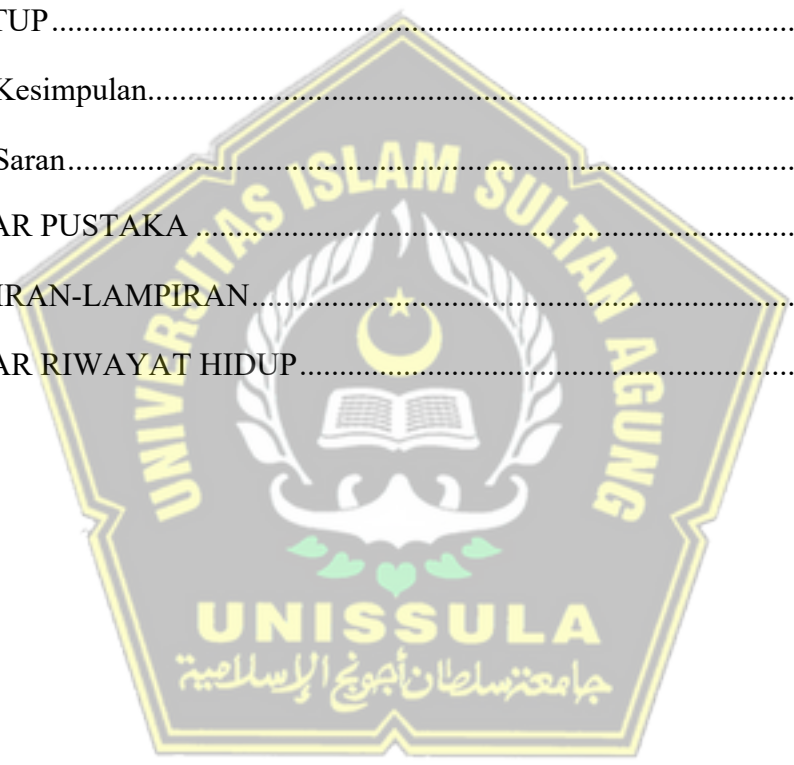 TUP
Kesimpulan
Saran
AR PUSTAKA
IRAN-LAMPIRAN
AR RIWAYAT HIDUP
UNIVERSITAS ISLAM SULTAN AGUNG
UNISSULA
جامعة سلطان أجونج الإسلامية